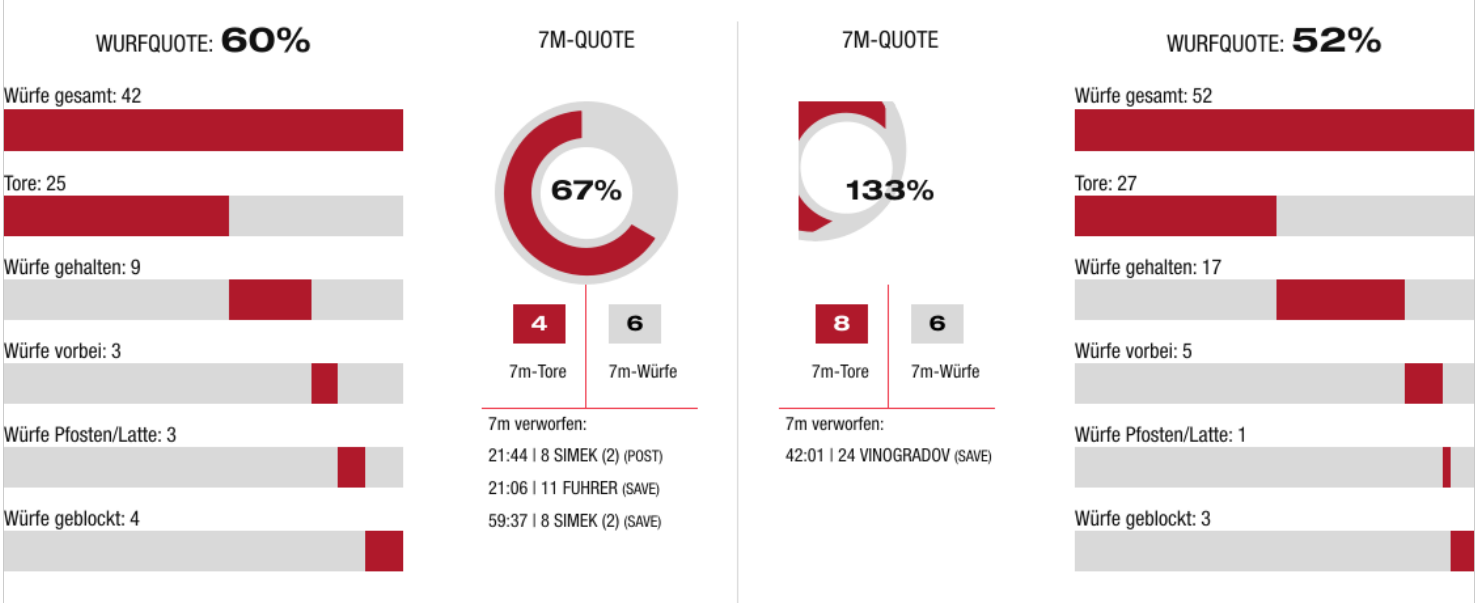 WURFQUOTE: 60%
Würfe gesamt: 42
Tore: 25
Würfe gehalten: 9
Würfe vorbei: 3
Würfe Pfosten/Latte: 3
Würfe geblockt: 4
7M-QUOTE
67%
4
6
7m-Tore
7m-Würfe
7m verworfen:
21:44 | 8 SIMEK (2) (POST)
21:06 | 11 FUHRER (SAVE)
59:37 | 8 SIMEK (2) (SAVE)
7M-QUOTE
133%
8
6
7m-Tore
7m-Würfe
7m verworfen:
42:01 | 24 VINOGRADOV (SAVE)
WURFQUOTE: 52%
Würfe gesamt: 52
Tore: 27
Würfe gehalten: 17
Würfe vorbei: 5
Würfe Pfosten/Latte: 1
Würfe geblockt: 3